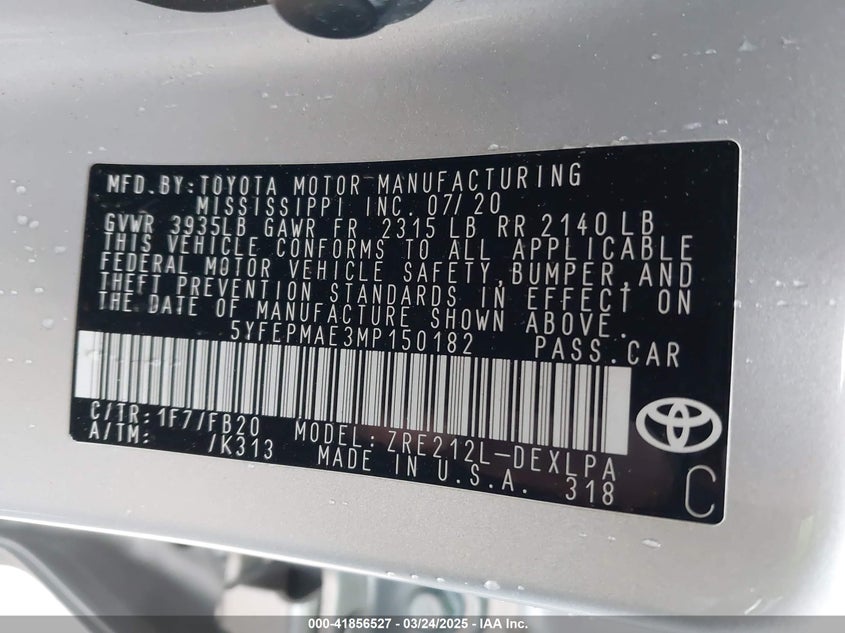 MFD.BY:TOYOTA MOTOR MANUFACTURING
MISSISSIPPI INC. 07/20
GVWR 3935LB GAWR FR 2315 LB RR 2140LB
THIS VEHICLE CONFORMS TO ALL APPLICABLE
FEDERAL MOTOR VEHICLE SAFETY,BUMPER,AND
THEFT PREVENTION STANDARDS IN EFFECT ON
THE DATE OF MANUFACTURE SHOWN ABOVE.
5YFEPMAE3MP150182 PASS.CAR
C/TR:1F7/FB20 MODEL:ZRE212L-DEXLPA
A/TM: /K313 MADE IN U.S.A. 318
C
000-41856527 - 03/24/2025 - IAA Inc.